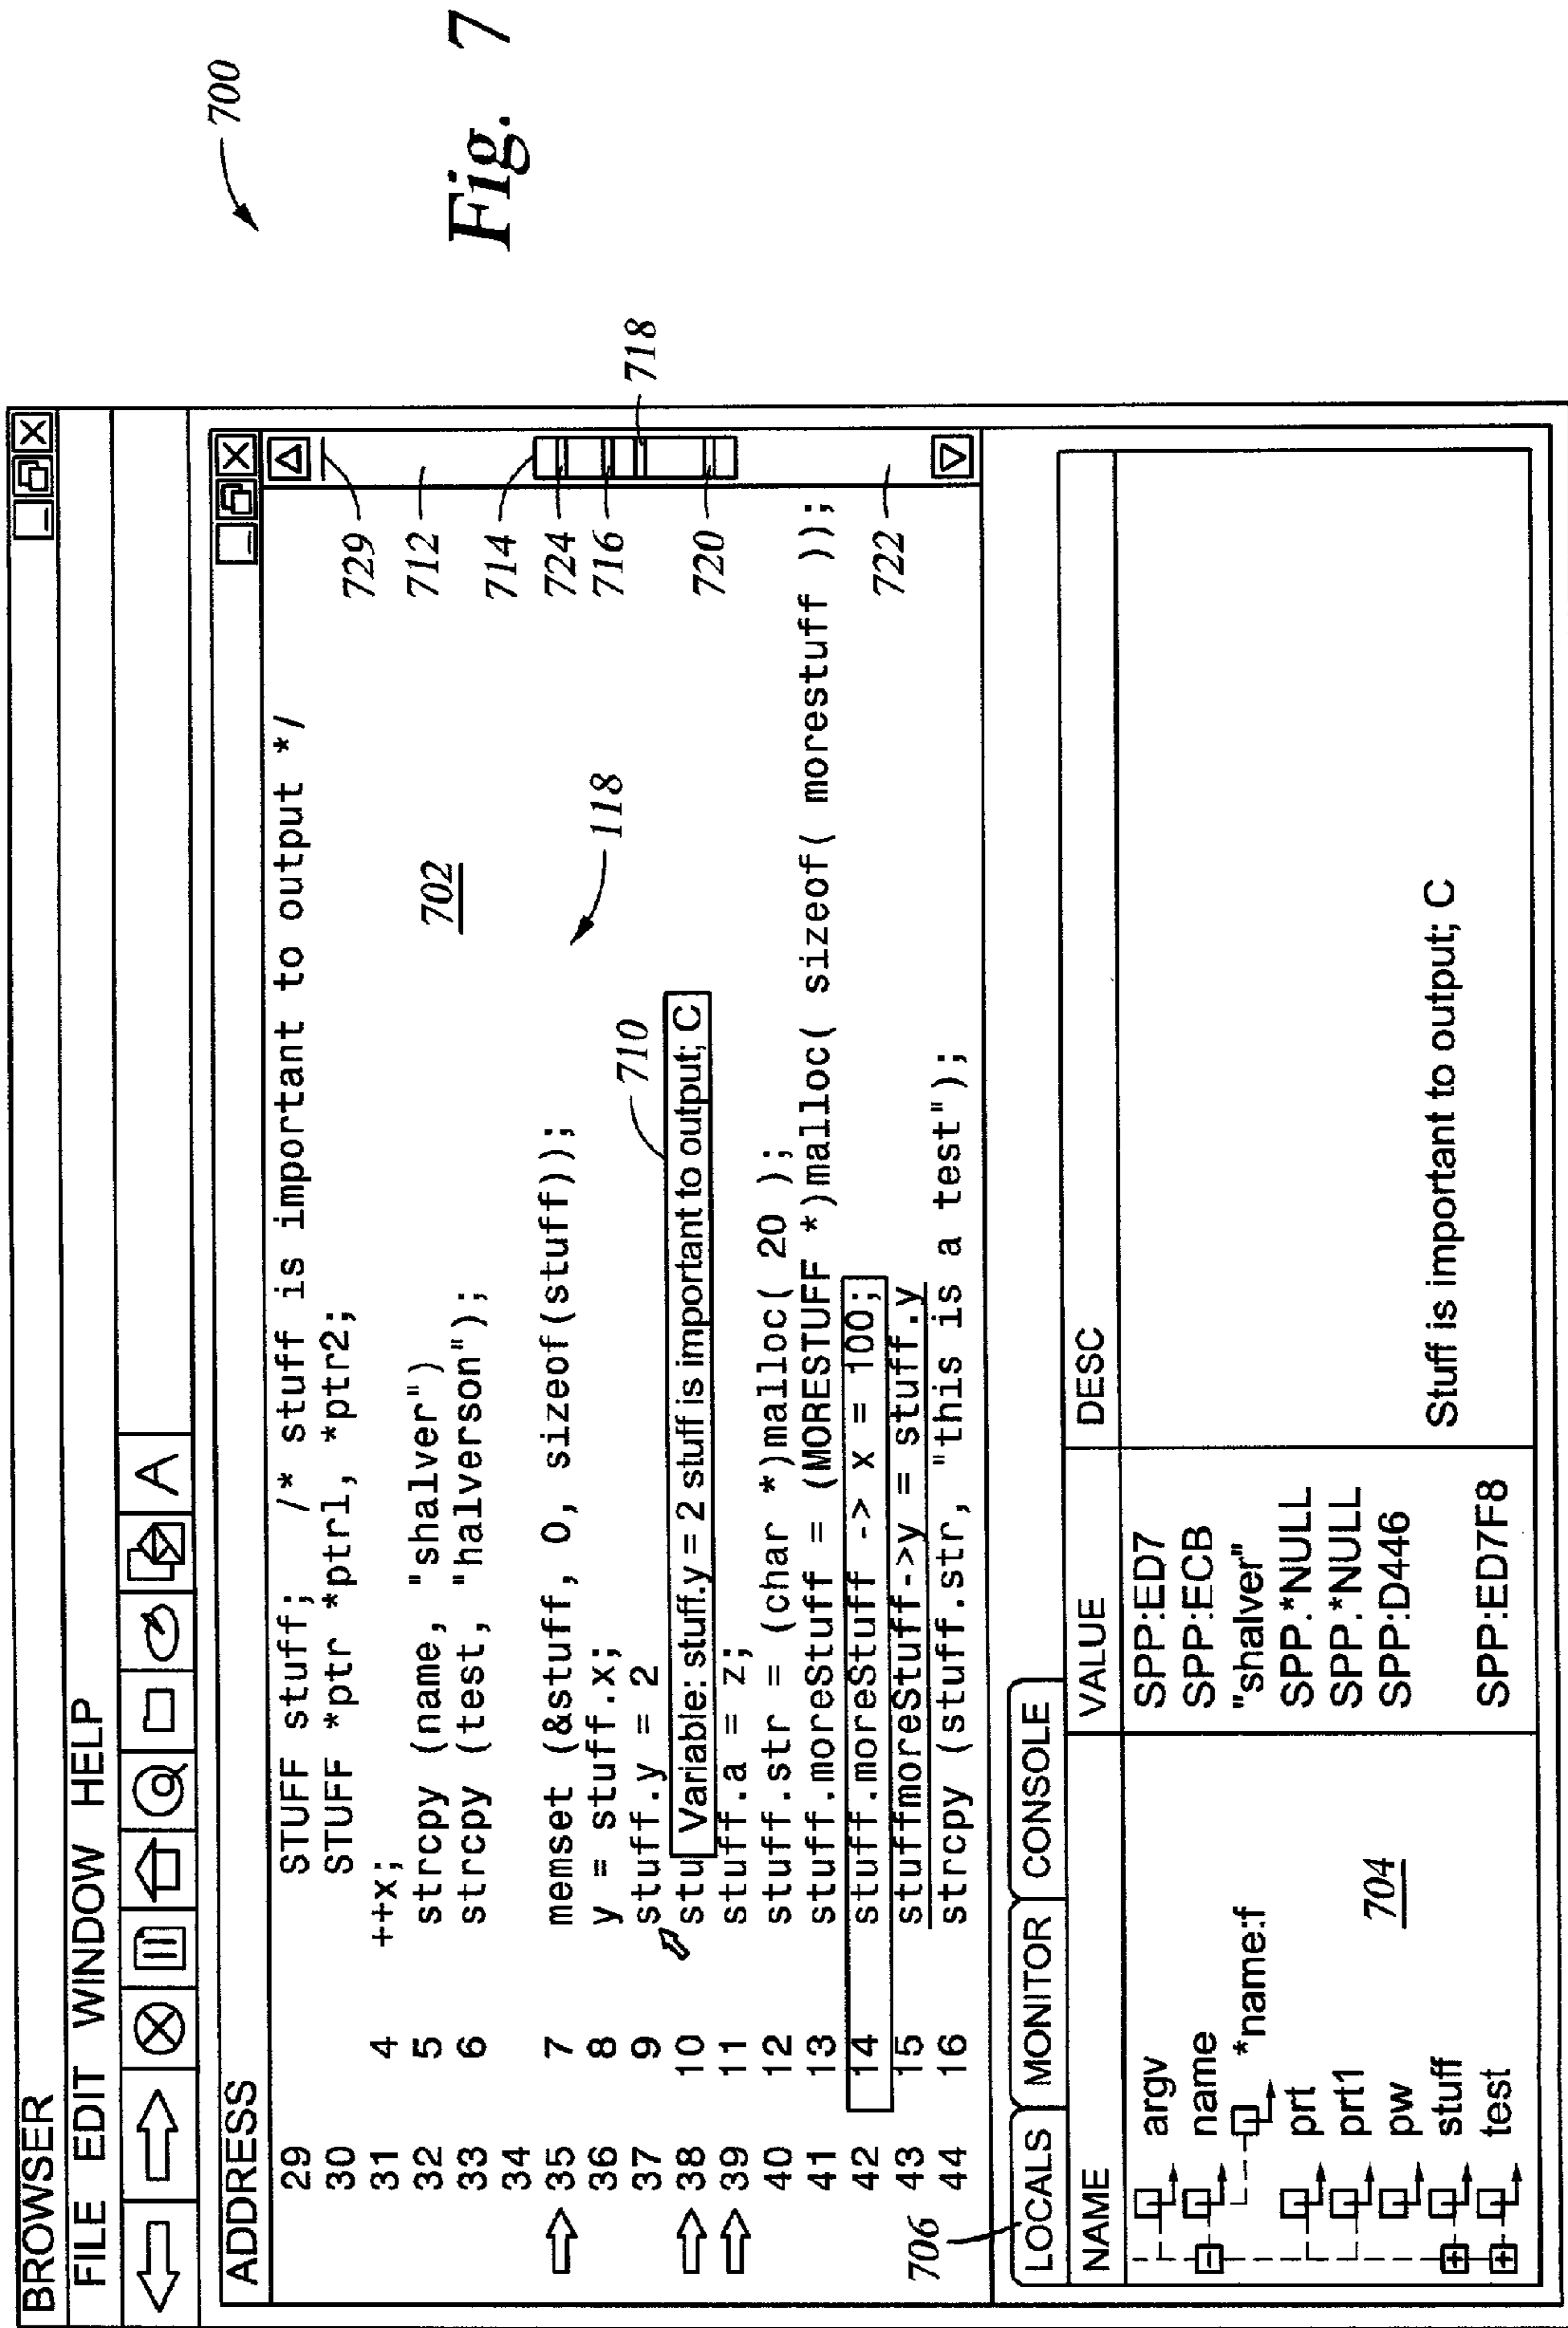 Fig. 7
700
BROWSER
FILE EDIT WINDOW HELP
A
ADDRESS
29 STUFF stuff; /* stuff is important to output */
30 STUFF *ptr *ptrl, *ptr2;
31 4 ++x;
32 5 strcpy (name, "shalver")
33 6 strcpy (test, "halverson");
34
35 7 memset (&stuff, 0, sizeof(stuff));
36 8 y = stuff.x;
37 9 stuff.y = 2
38 10 stu Variable: stuff.y = 2 stuff is important to output; C
39 11 stuff.a = z;
40 12 stuff.str = (char *)malloc( 20 );
41 13 stuff.moreStuff = (MORESTUFF *)malloc( sizeof( morestuff ));
42 14 stuff.moreStuff -> x = 100;
43 15 stuffmoreStuff->y = stuff.y
44 16 strcpy (stuff.str, "this is a test");
702
118
710
729
712
714
724
716
718
720
722
706
LOCALS MONITOR CONSOLE
NAME VALUE DESC
argv SPP:ED7
name SPP:ECB
*name:f "shalver"
prt SPP.*NULL
prt1 SPP.*NULL
pw SPP:D446
stuff Stuff is important to output; C
test SPP:ED7F8
704